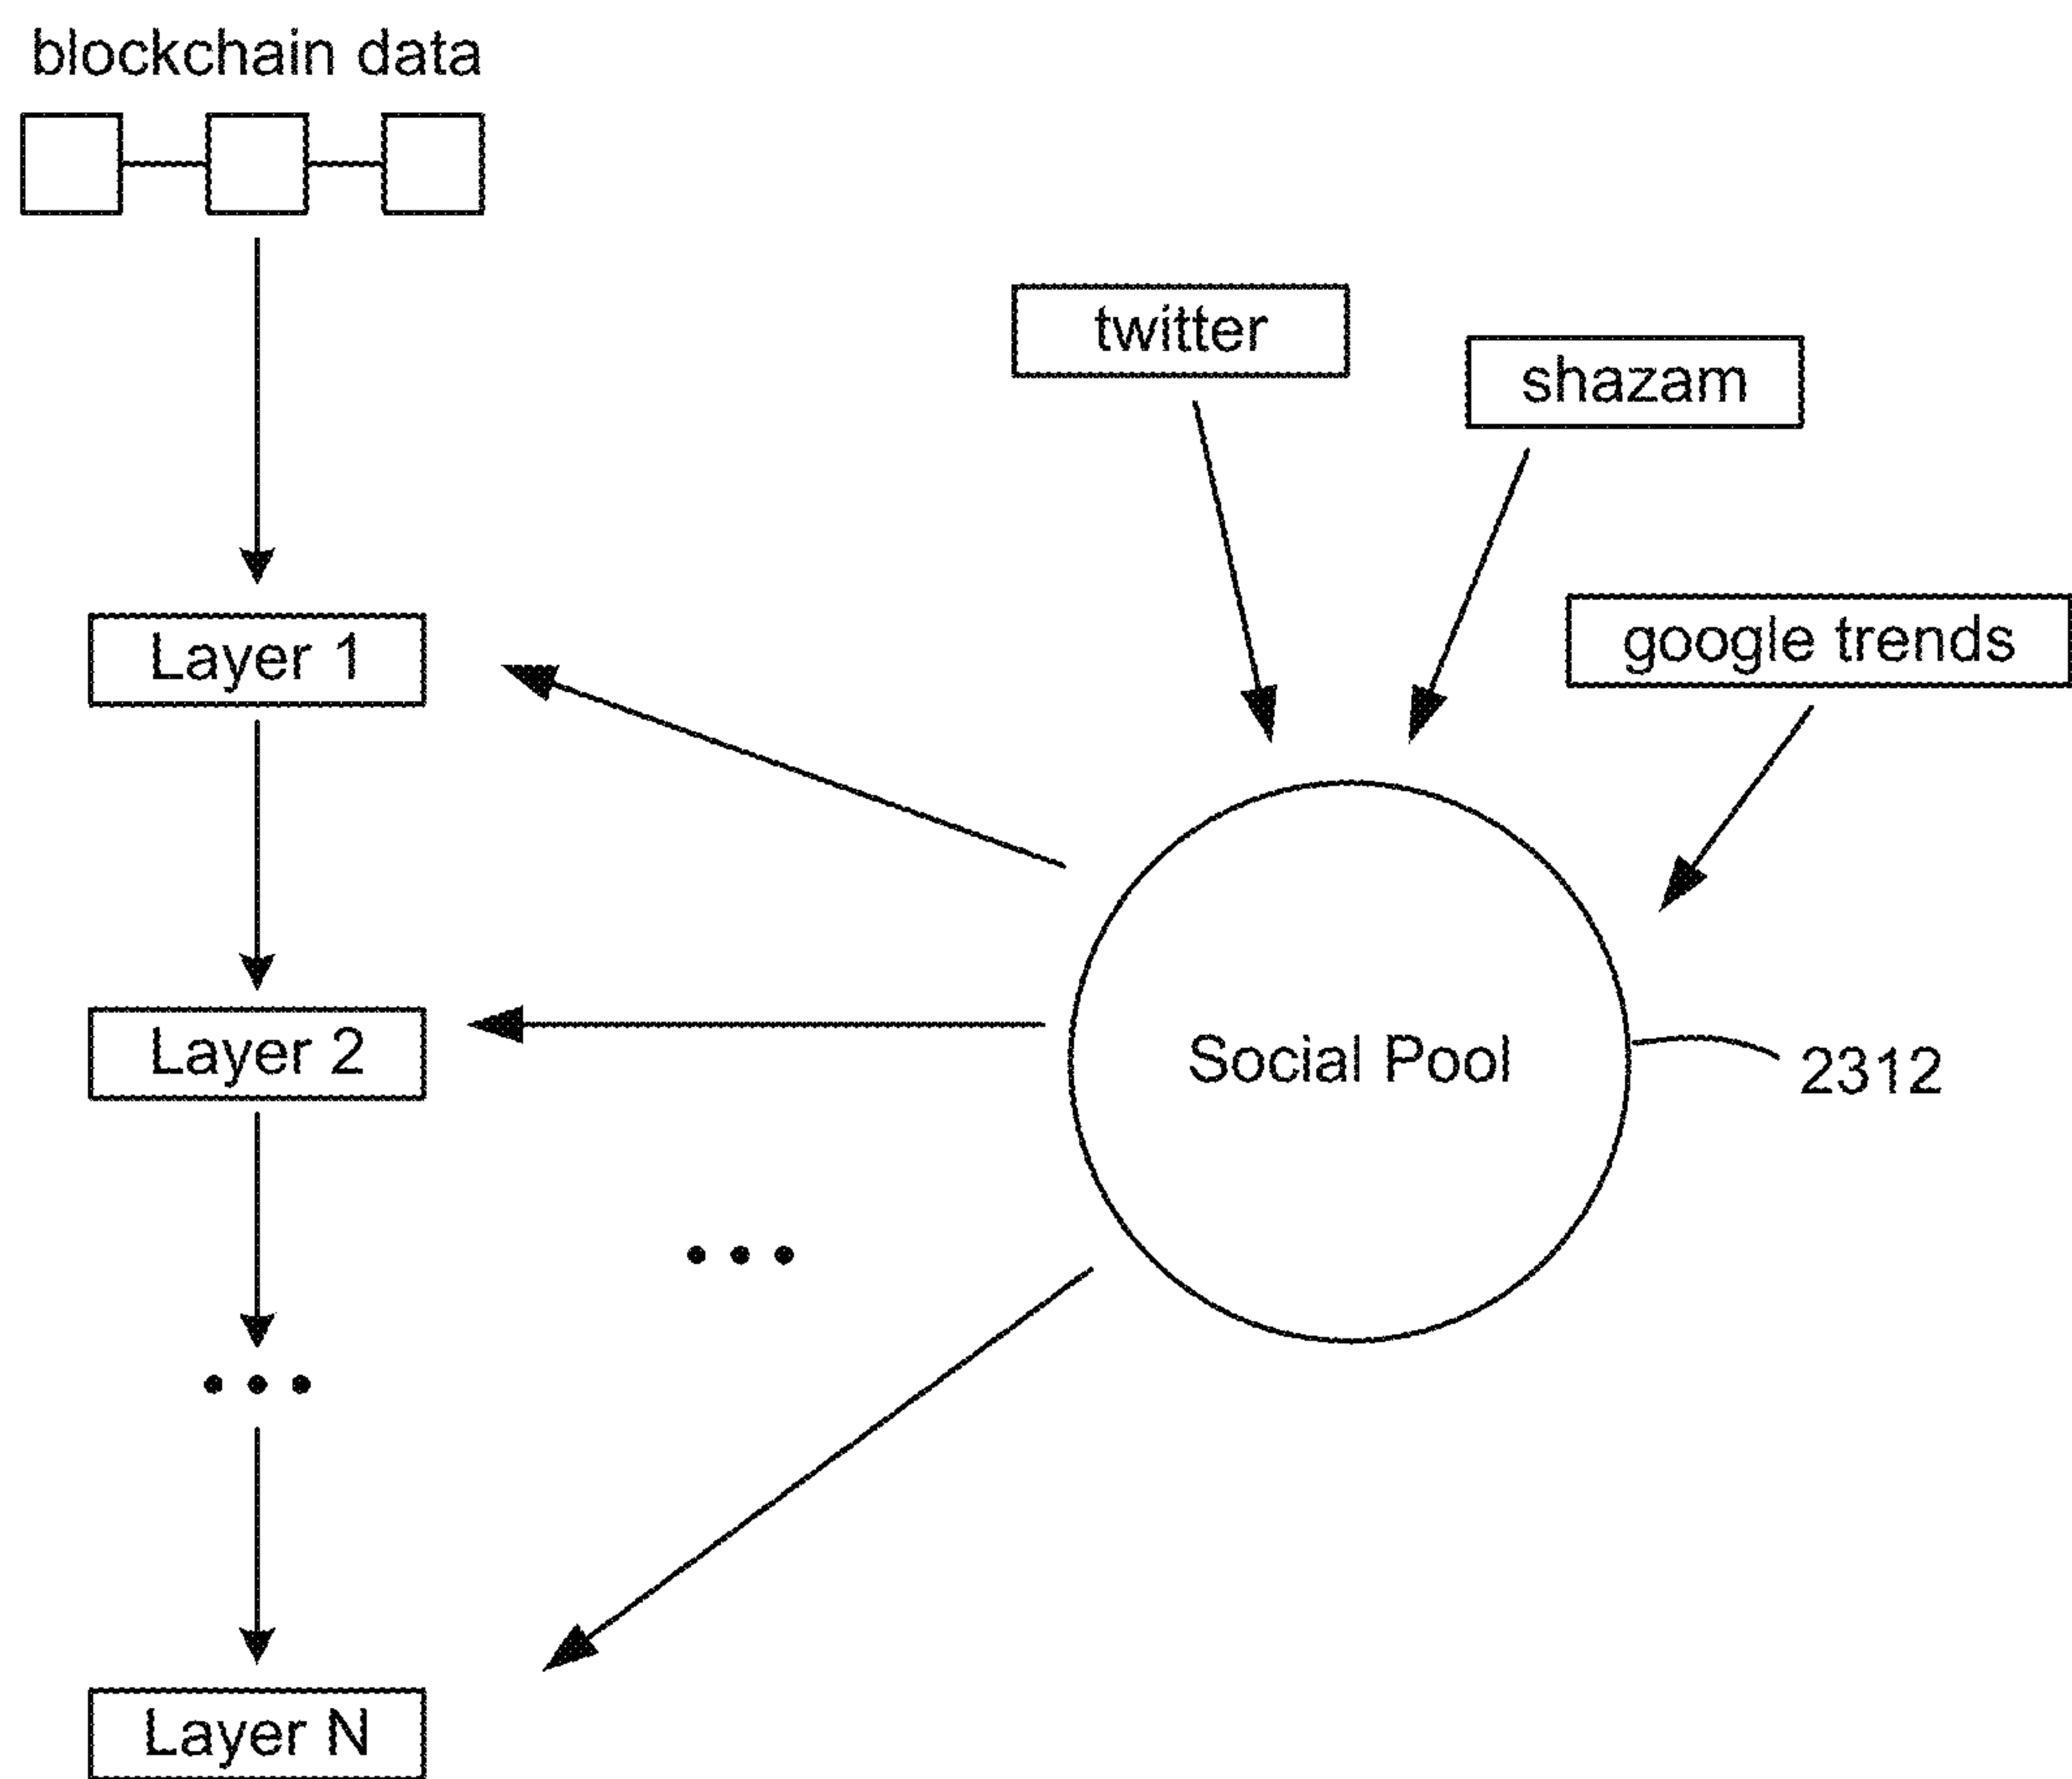 blockchain data
twitter
shazam
google trends
Layer 1
Layer 2
Social Pool
2312
Layer N